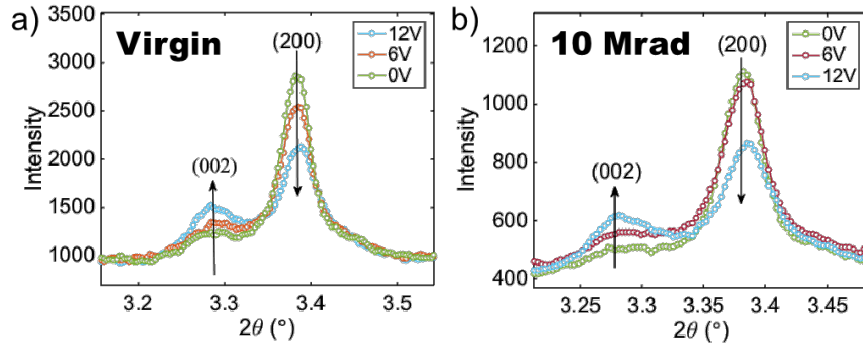 a)
Virgin
(200)
12V
6V
0V
(002)
Intensity
3500
3000
2500
2000
1500
1000
3.2
3.3
3.4
3.5
2θ (°)
b)
10 Mrad
(200)
0V
6V
12V
(002)
Intensity
1200
1000
800
600
400
3.25
3.3
3.35
3.4
3.45
2θ (°)